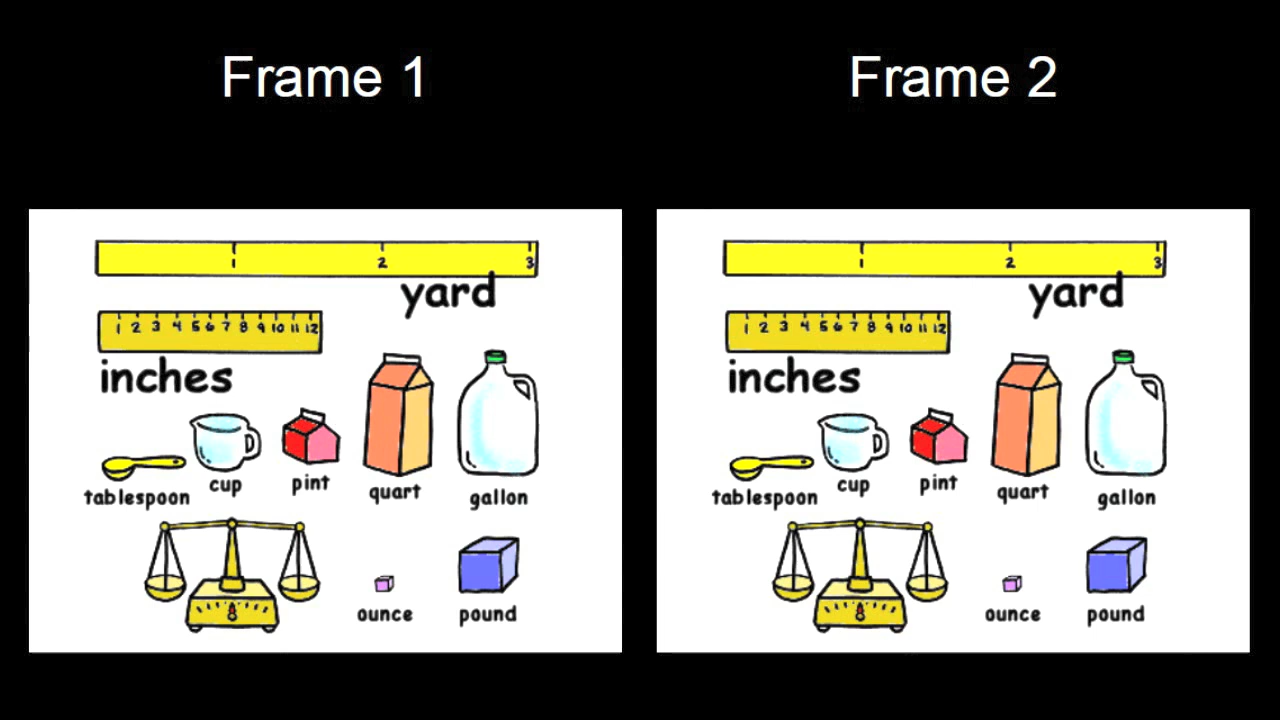 Frame 1
Frame 2
1 2 3
yard
1 2 3 4 5 6 7 8 9 10 11 12
inches
tablespoon cup pint quart gallon
ounce pound
1 2 3
yard
1 2 3 4 5 6 7 8 9 10 11 12
inches
tablespoon cup pint quart gallon
ounce pound